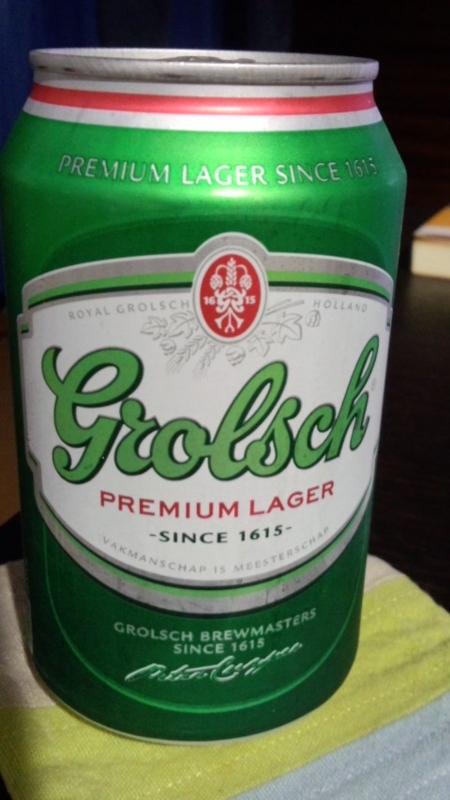 PREMIUM LAGER SINCE 1615
16 15
ROYAL GROLSCH HOLLAND
Grolsch
PREMIUM LAGER
-SINCE 1615-
VAKMANSCHAP IS MEESTERSCHAP
GROLSCH BREWMASTERS
SINCE 1615